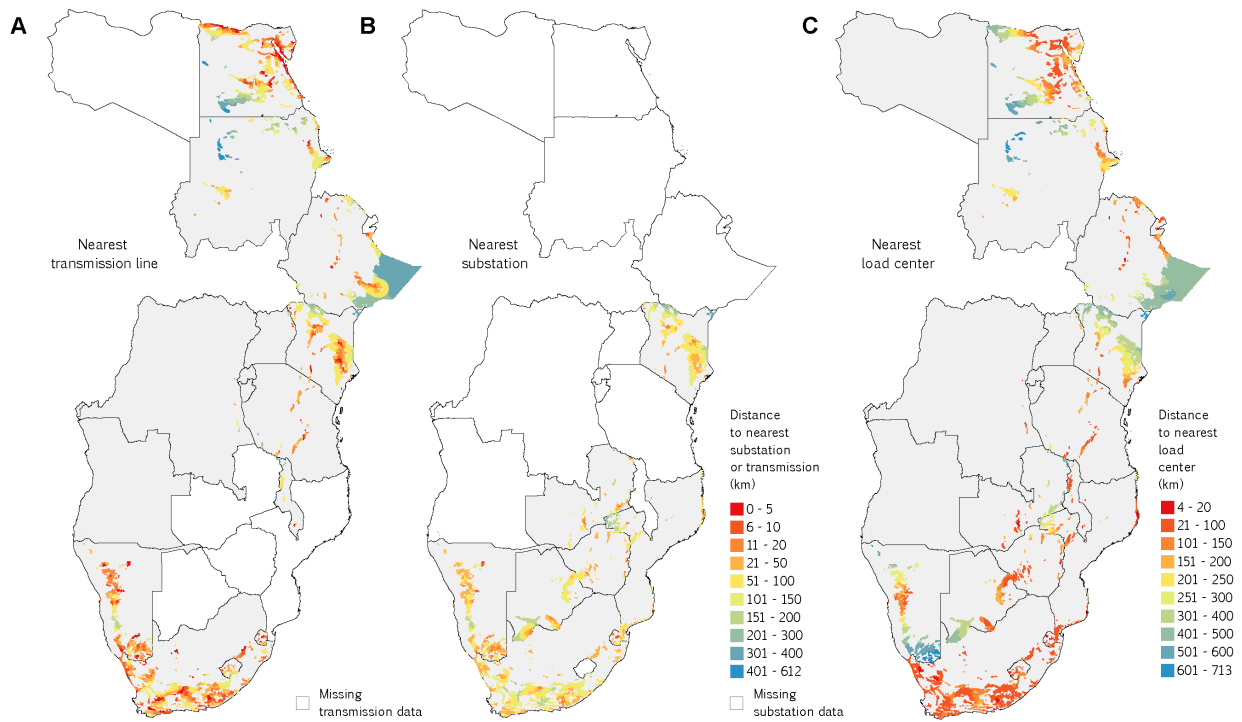 A
B
C
Nearest
transmission line
Nearest
substation
Nearest
load center
Distance
to nearest
substation
or transmission
(km)
0 - 5
6 - 10
11 - 20
21 - 50
51 - 100
101 - 150
151 - 200
201 - 300
301 - 400
401 - 612
Distance
to nearest
load
center
(km)
4 - 20
21 - 100
101 - 150
151 - 200
201 - 250
251 - 300
301 - 400
401 - 500
501 - 600
601 - 713
Missing
transmission data
Missing
substation data